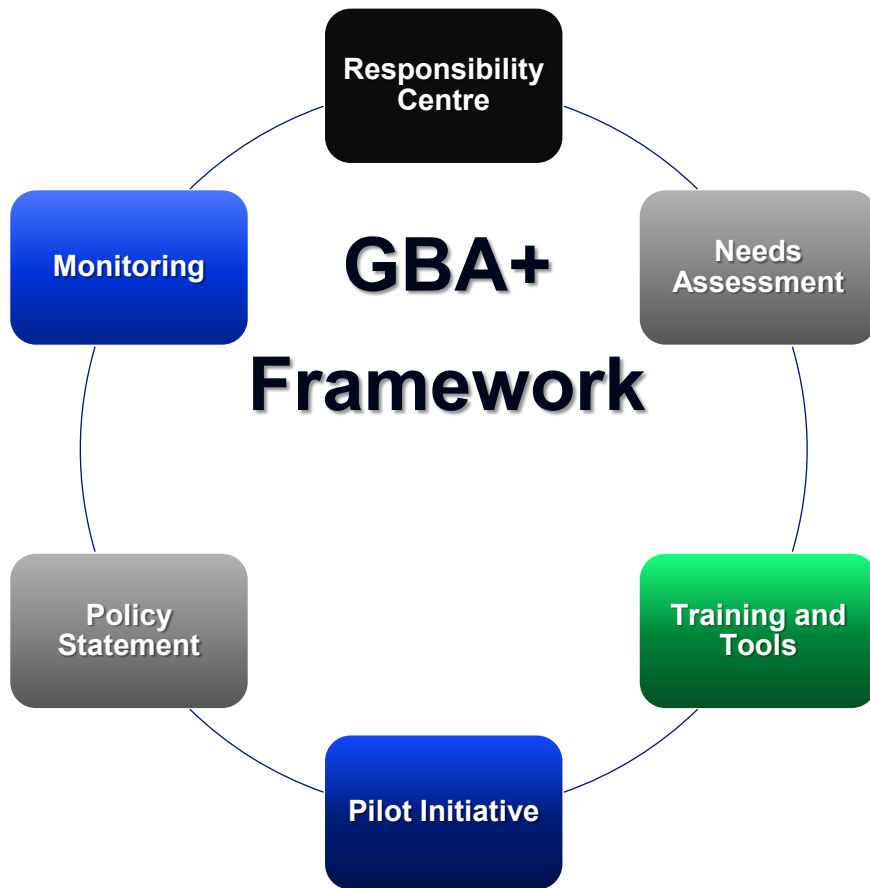 Responsibility
Centre
Monitoring
GBA+
Framework
Needs
Assessment
Policy
Statement
Training and
Tools
Pilot Initiative